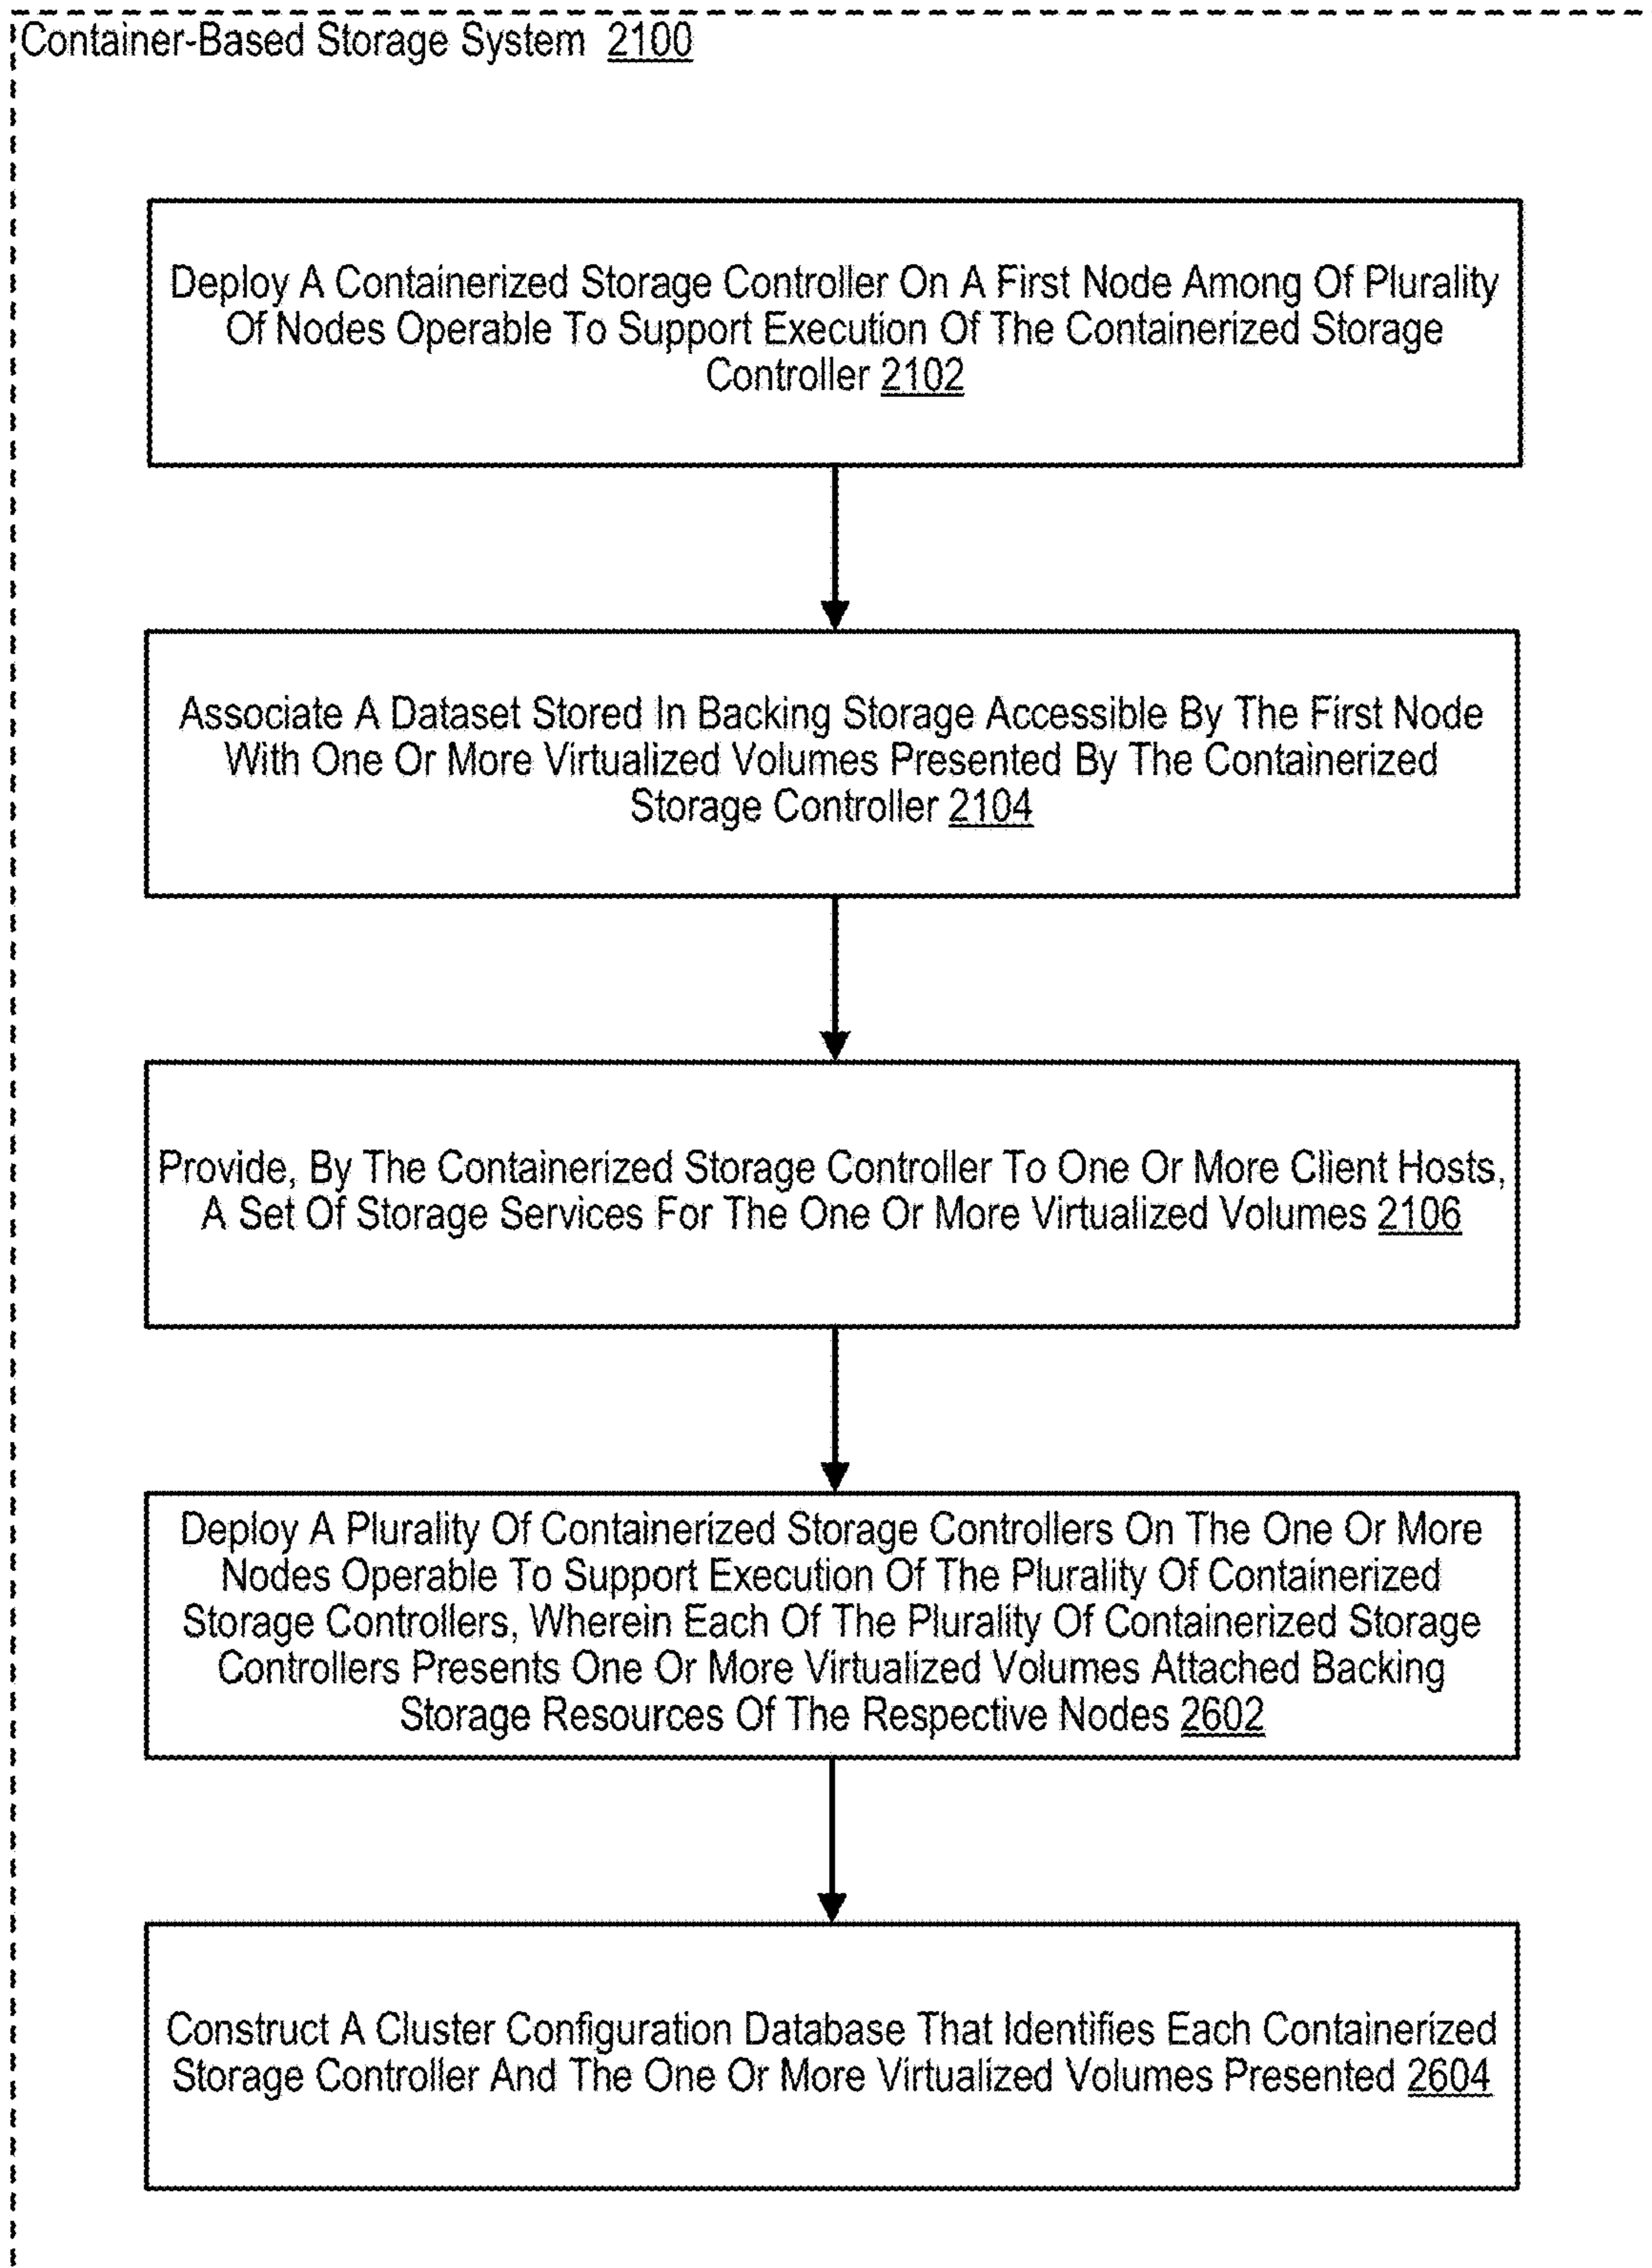 Container-Based Storage System 2100
Deploy A Containerized Storage Controller On A First Node Among Of Plurality
Of Nodes Operable To Support Execution Of The Containerized Storage
Controller 2102
Associate A Dataset Stored In Backing Storage Accessible By The First Node
With One Or More Virtualized Volumes Presented By The Containerized
Storage Controller 2104
Provide, By The Containerized Storage Controller To One Or More Client Hosts,
A Set Of Storage Services For The One Or More Virtualized Volumes 2106
Deploy A Plurality Of Containerized Storage Controllers On The One Or More
Nodes Operable To Support Execution Of The Plurality Of Containerized
Storage Controllers, Wherein Each Of The Plurality Of Containerized Storage
Controllers Presents One Or More Virtualized Volumes Attached Backing
Storage Resources Of The Respective Nodes 2602
Construct A Cluster Configuration Database That Identifies Each Containerized
Storage Controller And The One Or More Virtualized Volumes Presented 2604